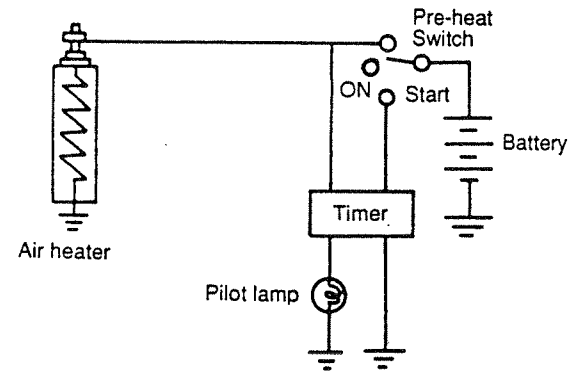 Pre-heat
Switch
ON
Start
Battery
Timer
Air heater
Pilot lamp